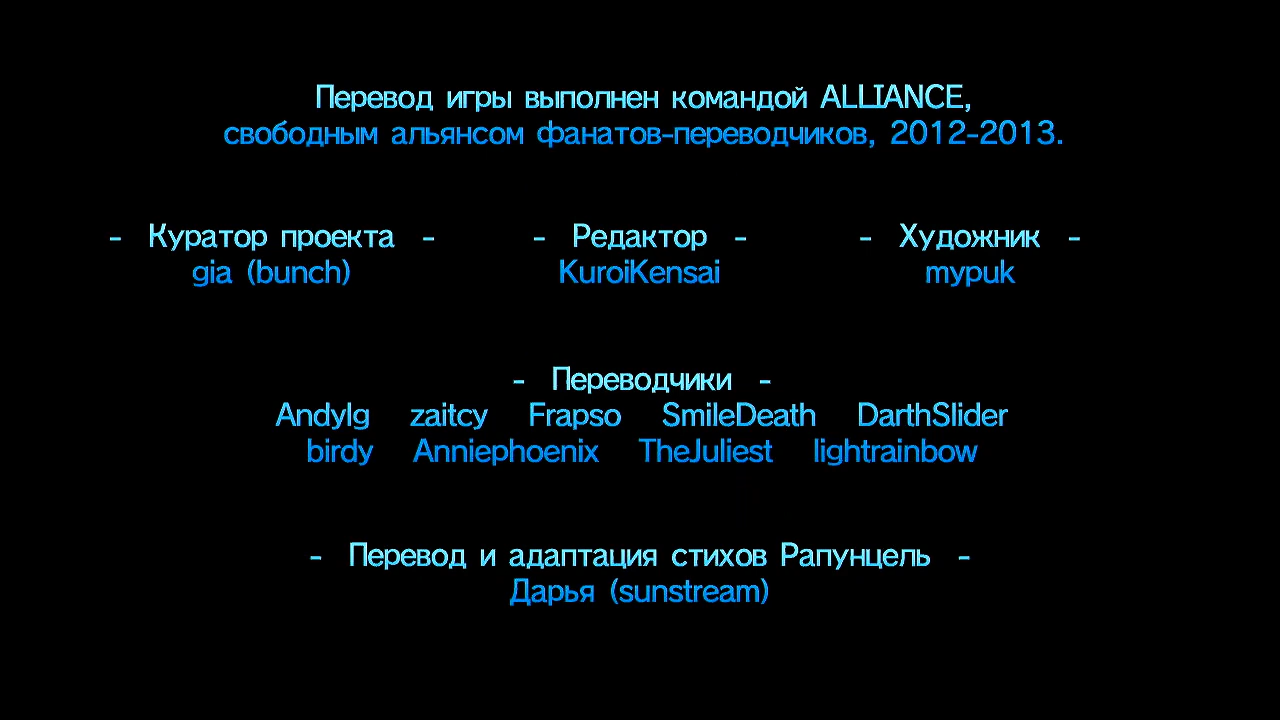 Перевод игры выполнен командой ALLIANCE,
свободным альянсом фанатов-переводчиков, 2012-2013.
- Куратор проекта - - Редактор - - Художник -
gia (bunch) KuroiKensai mypuk
- Переводчики -
Andylg zaitcy Frapso SmileDeath DarthSlider
birdy Anniephoenix TheJuliest lightrainbow
- Перевод и адаптация стихов Рапунцель -
Дарья (sunstream)